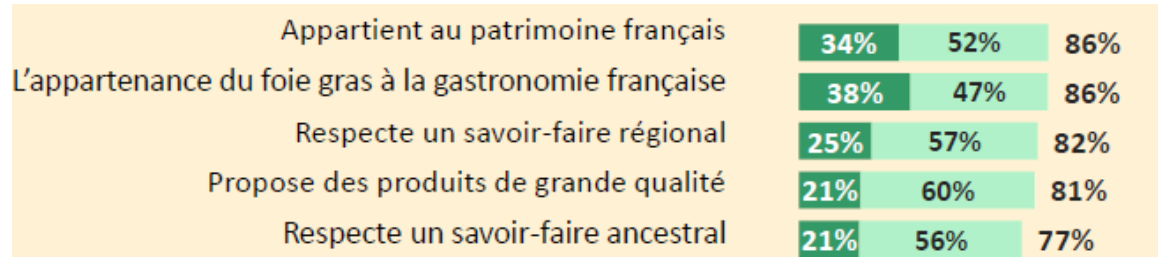 Appartient au patrimoine français 34% 52% 86%
L'appartenance du foie gras à la gastronomie française 38% 47% 86%
Respecte un savoir-faire régional 25% 57% 82%
Propose des produits de grande qualité 21% 60% 81%
Respecte un savoir-faire ancestral 21% 56% 77%